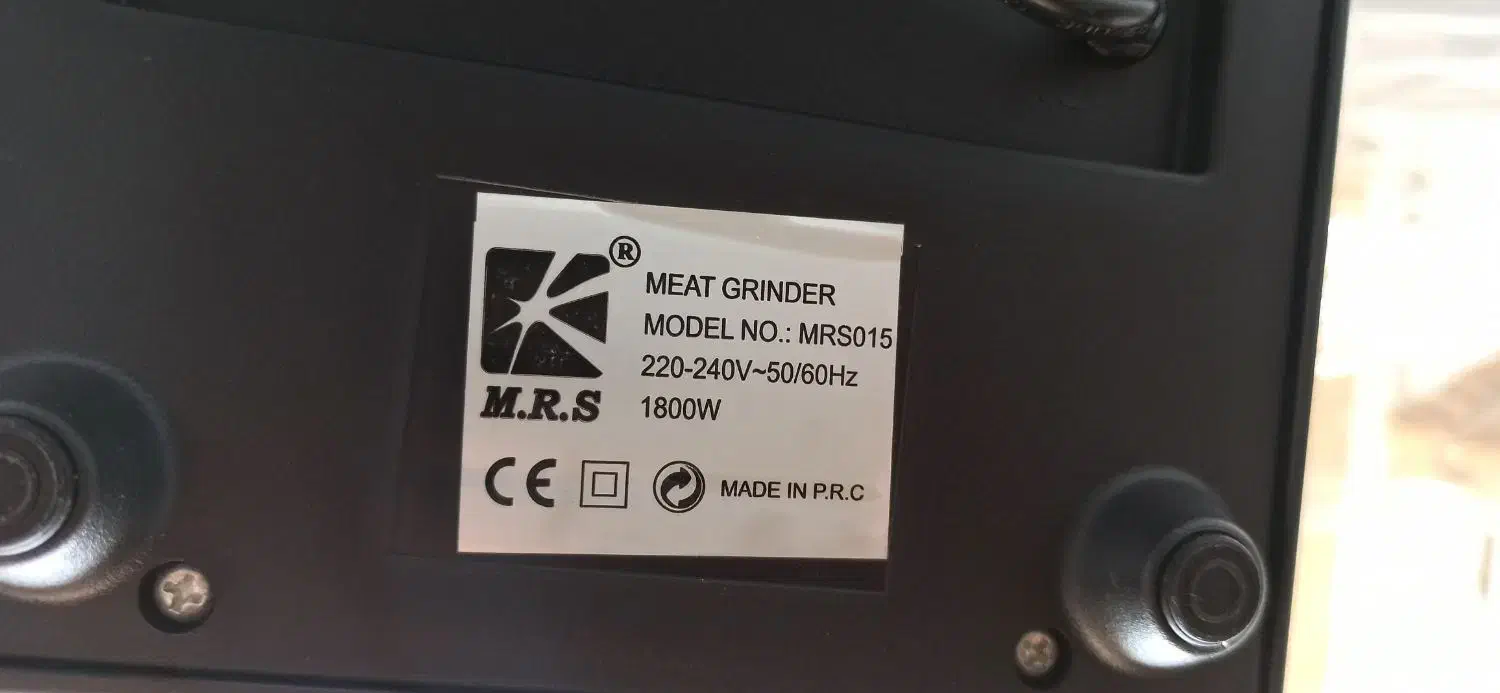 ®
MEAT GRINDER
MODEL NO.: MRS015
220-240V~50/60Hz
1800W
M.R.S
CE
MADE IN P.R.C